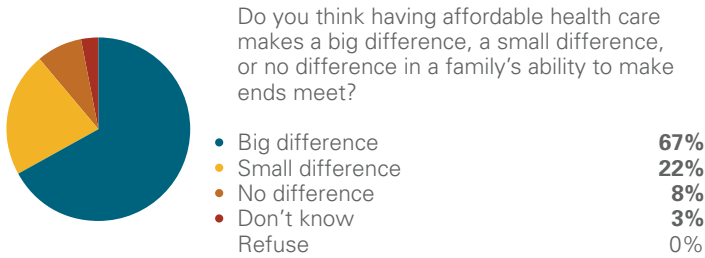 Do you think having affordable health care
makes a big difference, a small difference,
or no difference in a family’s ability to make
ends meet?
• Big difference 67%
• Small difference 22%
• No difference 8%
• Don’t know 3%
Refuse 0%